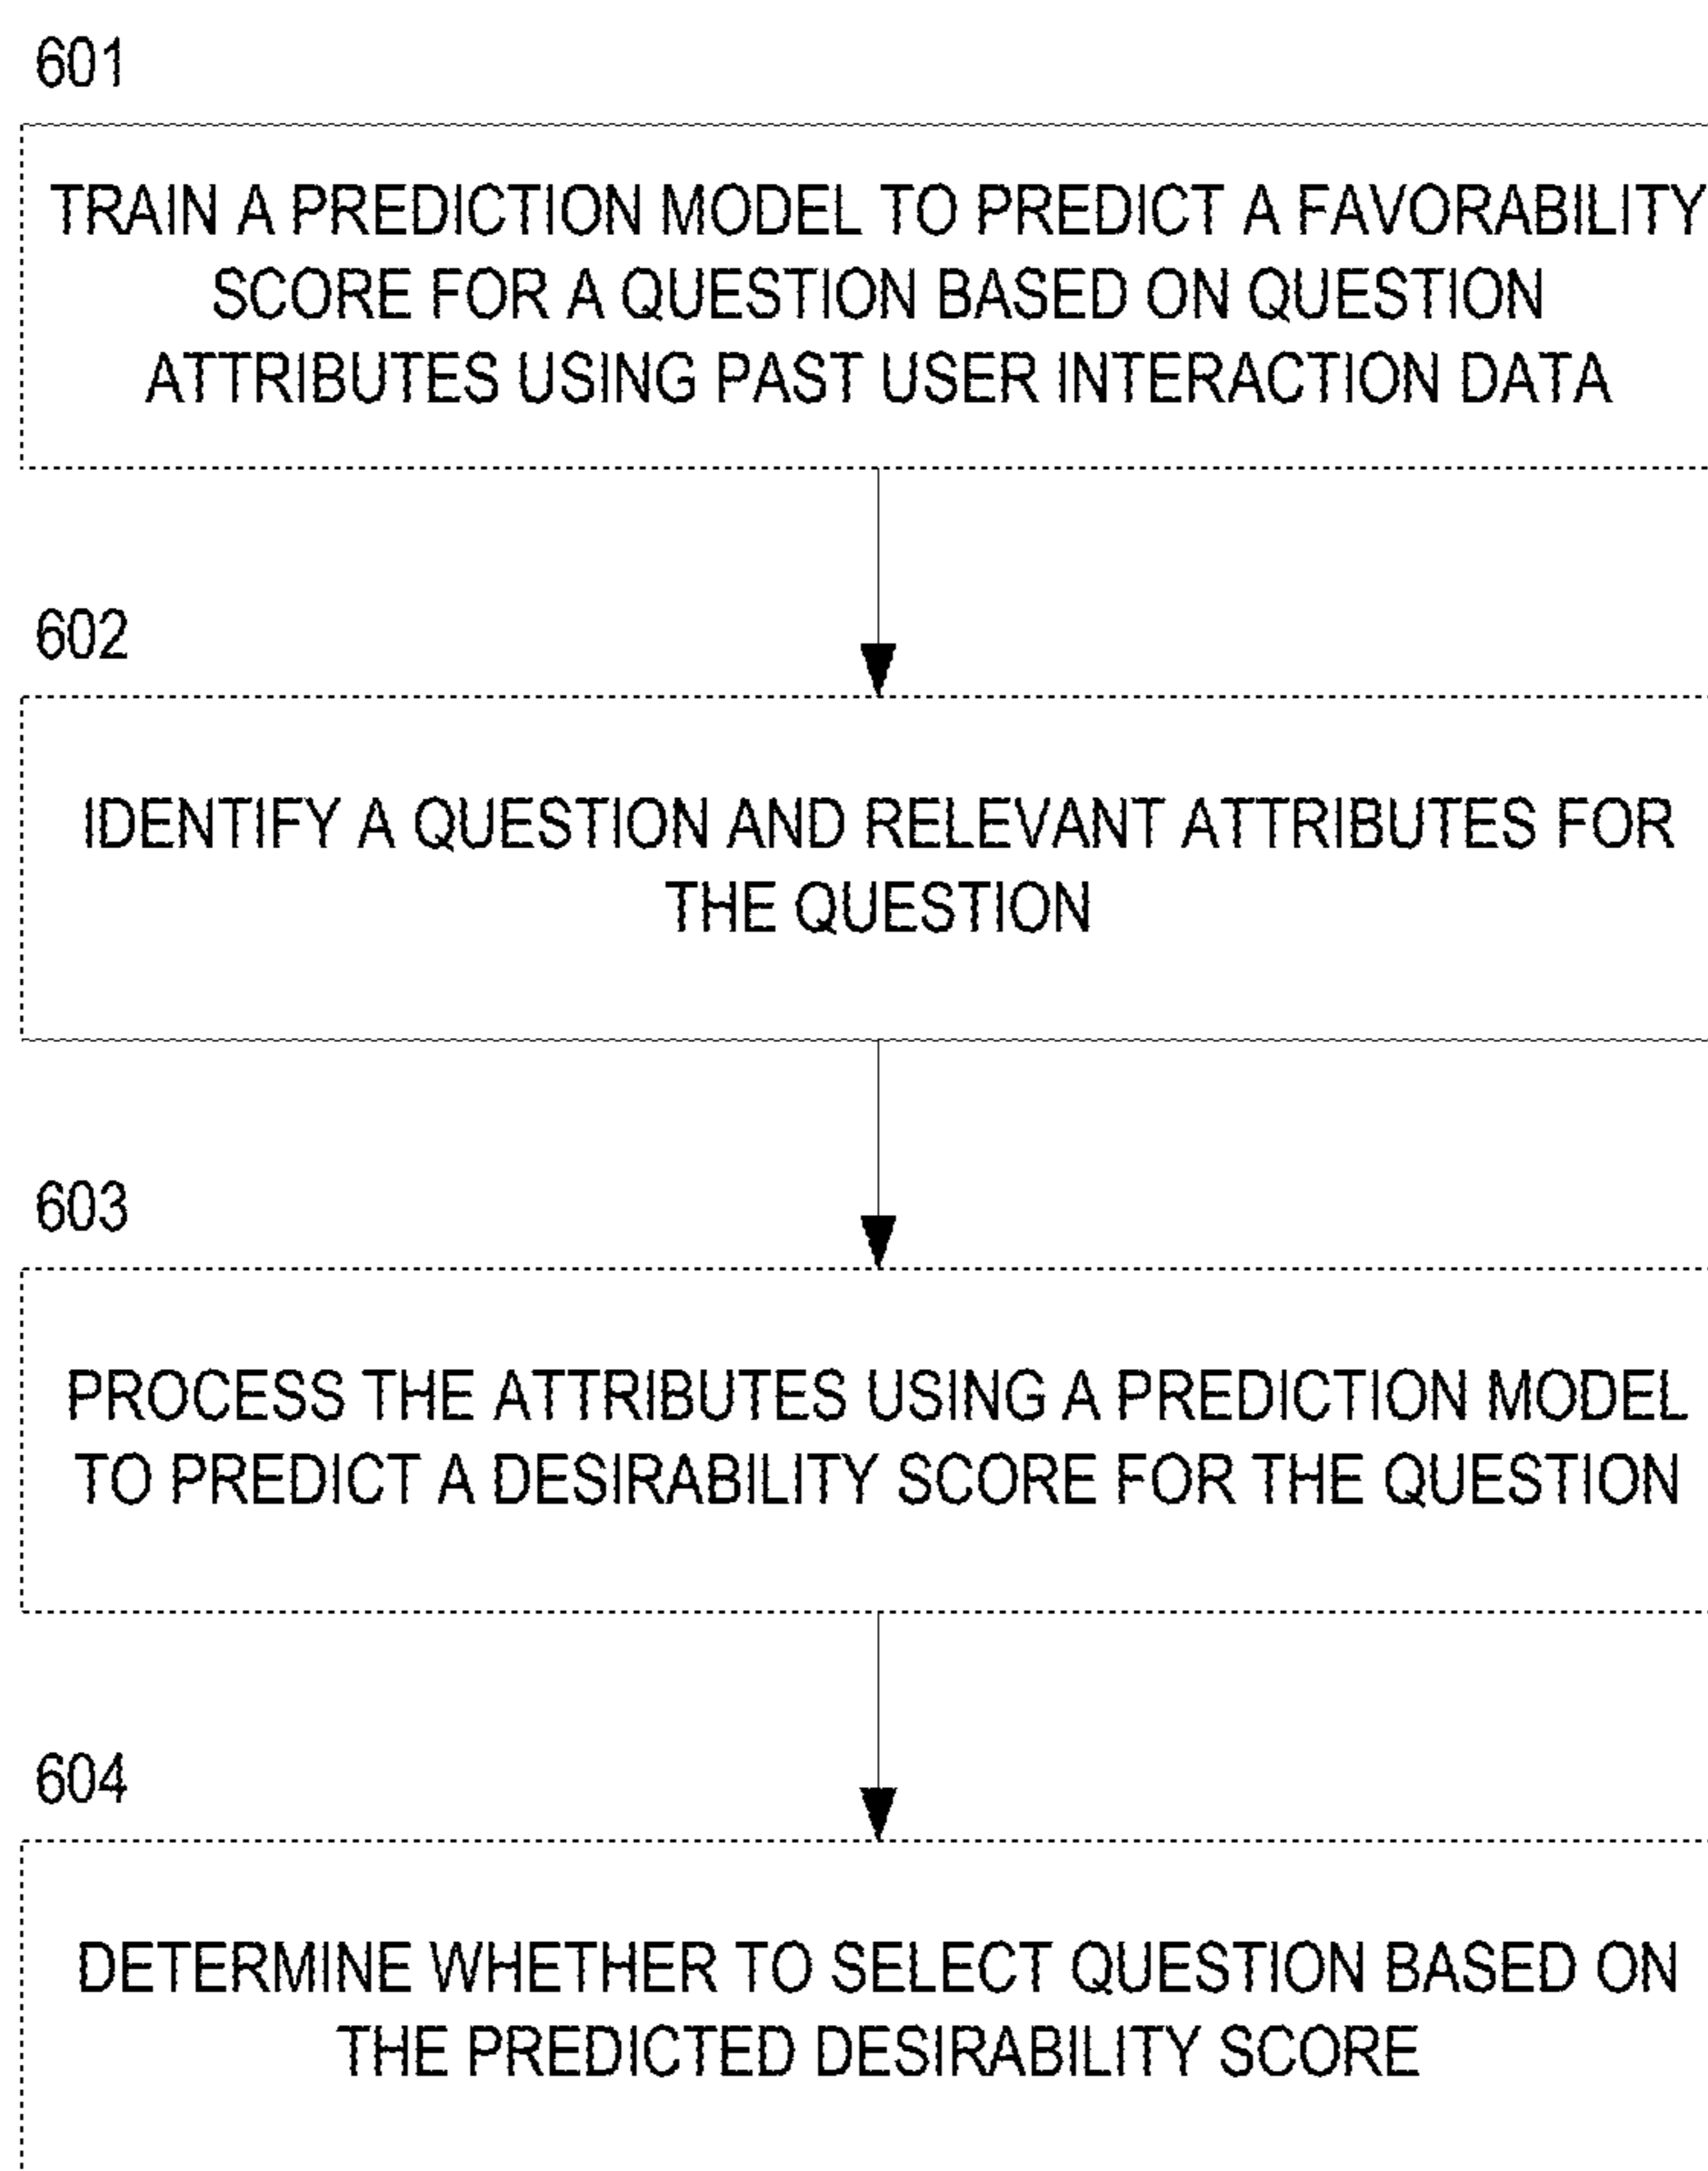 601
TRAIN A PREDICTION MODEL TO PREDICT A FAVORABILITY
SCORE FOR A QUESTION BASED ON QUESTION
ATTRIBUTES USING PAST USER INTERACTION DATA
602
IDENTIFY A QUESTION AND RELEVANT ATTRIBUTES FOR
THE QUESTION
603
PROCESS THE ATTRIBUTES USING A PREDICTION MODEL
TO PREDICT A DESIRABILITY SCORE FOR THE QUESTION
604
DETERMINE WHETHER TO SELECT QUESTION BASED ON
THE PREDICTED DESIRABILITY SCORE